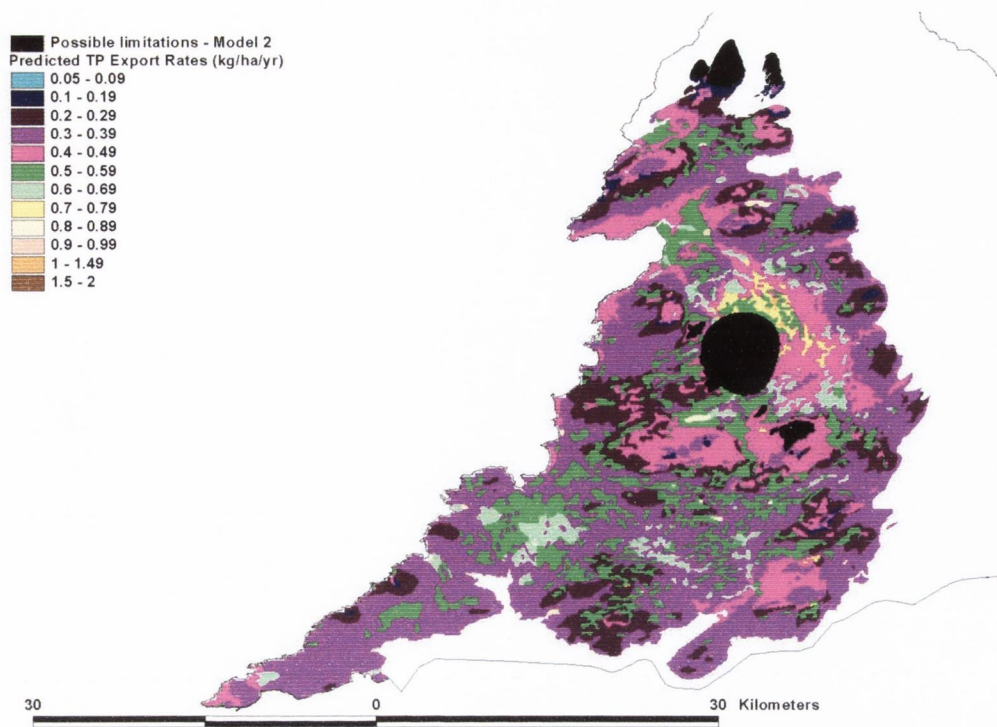 Possible limitations - Model 2
Predicted TP Export Rates (kg/ha/yr)
0.05 - 0.09
0.1 - 0.19
0.2 - 0.29
0.3 - 0.39
0.4 - 0.49
0.5 - 0.59
0.6 - 0.69
0.7 - 0.79
0.8 - 0.89
0.9 - 0.99
1 - 1.49
1.5 - 2
30 0 30 Kilometers